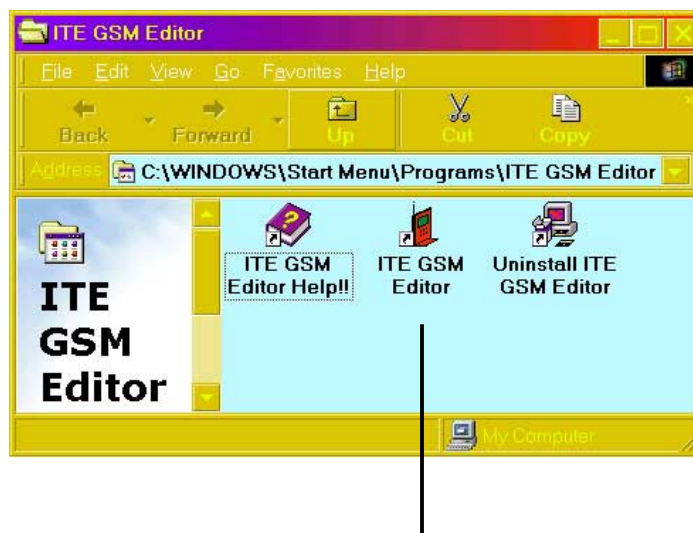 ITE GSM Editor
File Edit View Go Favorites Help
Back Forward Up Cut Copy
Address C:\WINDOWS\Start Menu\Programs\ITE GSM Editor
ITE
GSM
Editor
ITE GSM
Editor Help!!
ITE GSM
Editor
Uninstall ITE
GSM Editor
My Computer